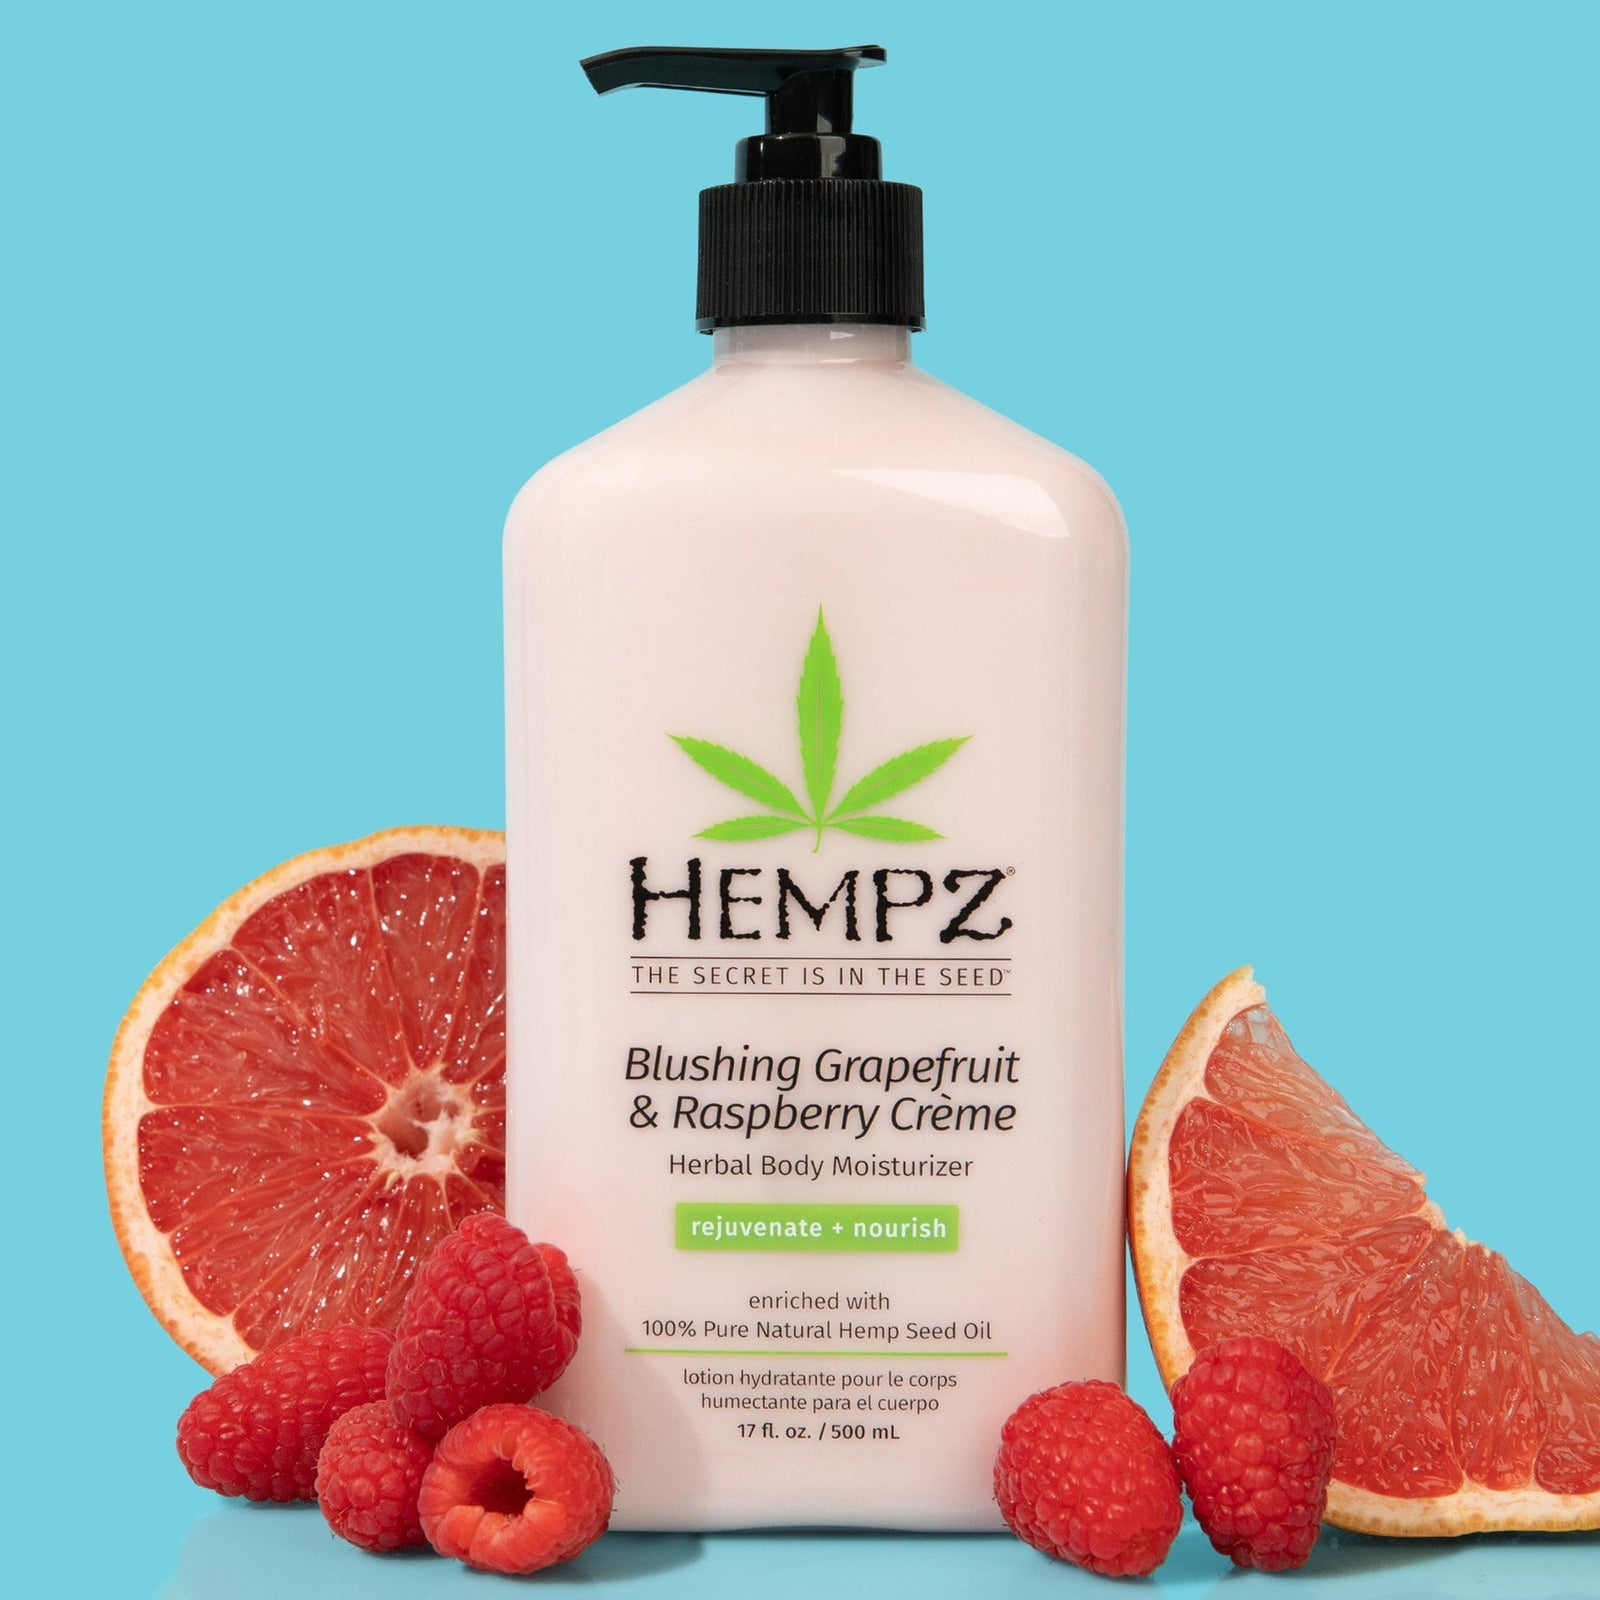 HEMPZ®
THE SECRET IS IN THE SEED™
Blushing Grapefruit
& Raspberry Crème
Herbal Body Moisturizer
rejuvenate + nourish
enriched with
100% Pure Natural Hemp Seed Oil
lotion hydratante pour le corps
humectante para el cuerpo
17 fl. oz. / 500 mL